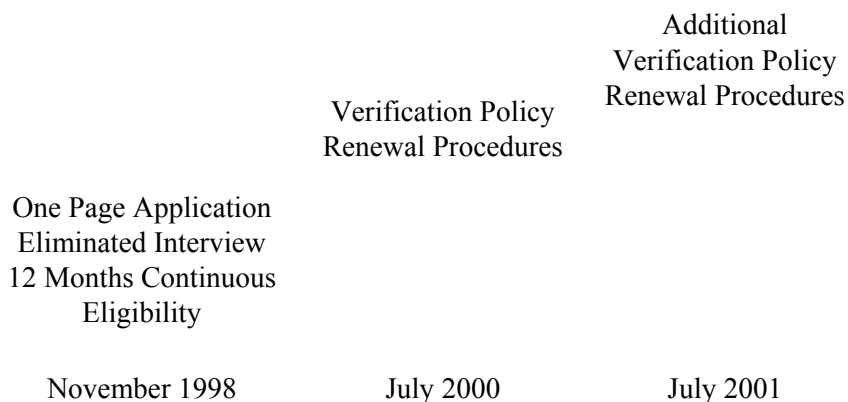 Additional
Verification Policy
Renewal Procedures
Verification Policy
Renewal Procedures
One Page Application
Eliminated Interview
12 Months Continuous
Eligibility
November 1998
July 2000
July 2001